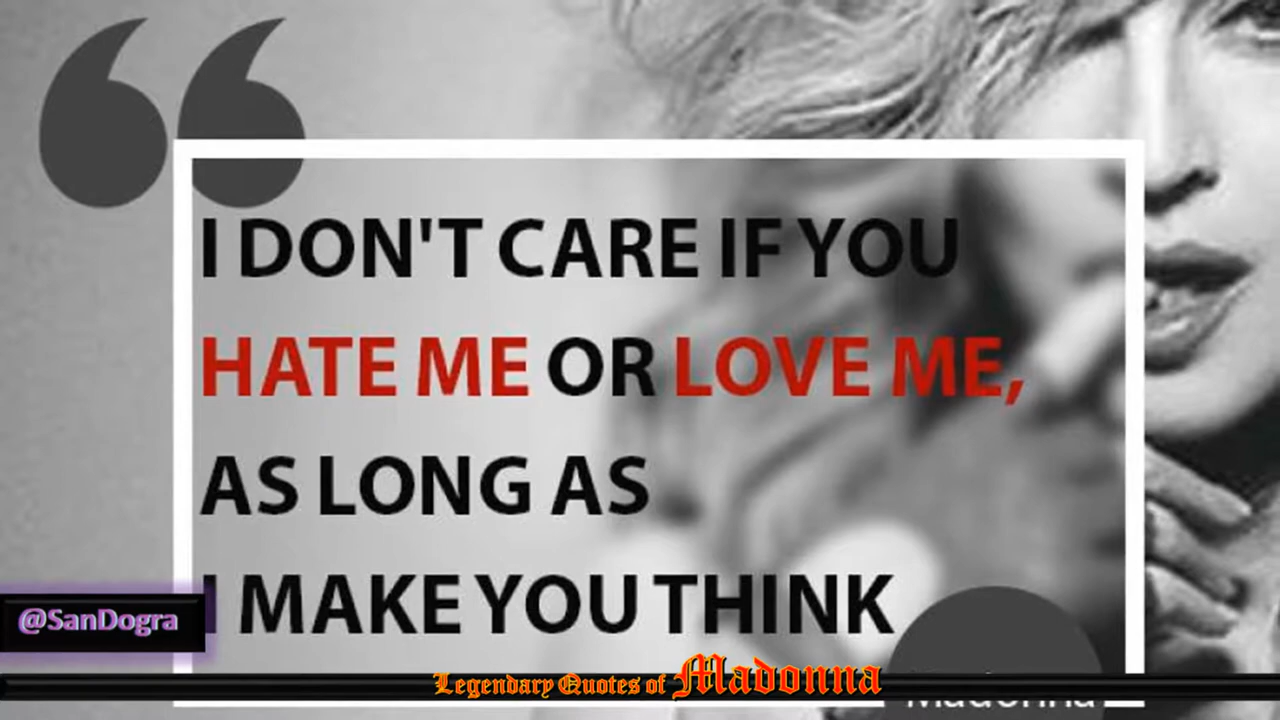 I DON'T CARE IF YOU
HATE ME OR LOVE ME,
AS LONG AS
I MAKE YOU THINK
@SanDogra
Legendary Quotes of Madonna
Madonna